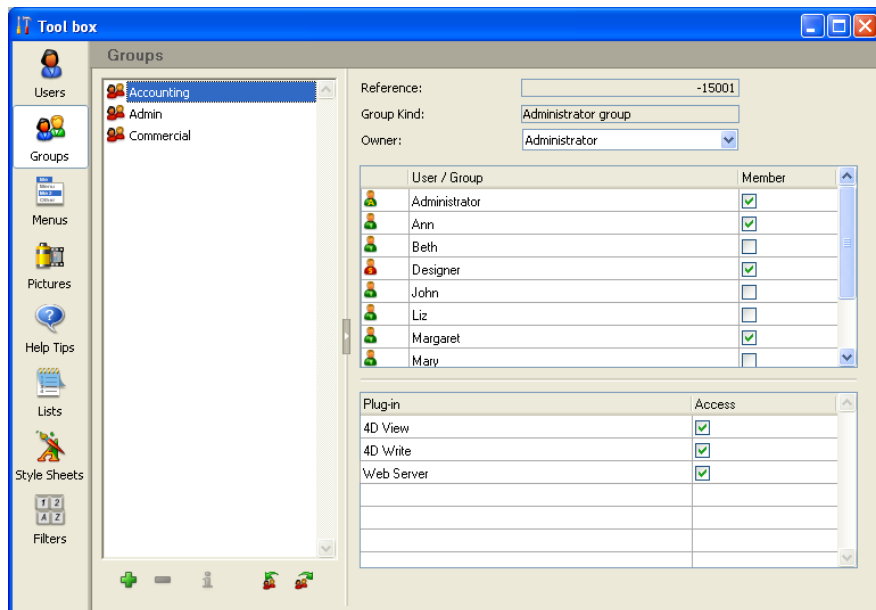 Tool box
Users
Groups
Menus
Pictures
Help Tips
Lists
Style Sheets
Filters
Groups
Accounting
Admin
Commercial
Reference: -15001
Group Kind: Administrator group
Owner: Administrator
User / Group Member
Administrator
Ann
Beth
Designer
John
Liz
Margaret
Mary
Plug-in Access
4D View
4D Write
Web Server